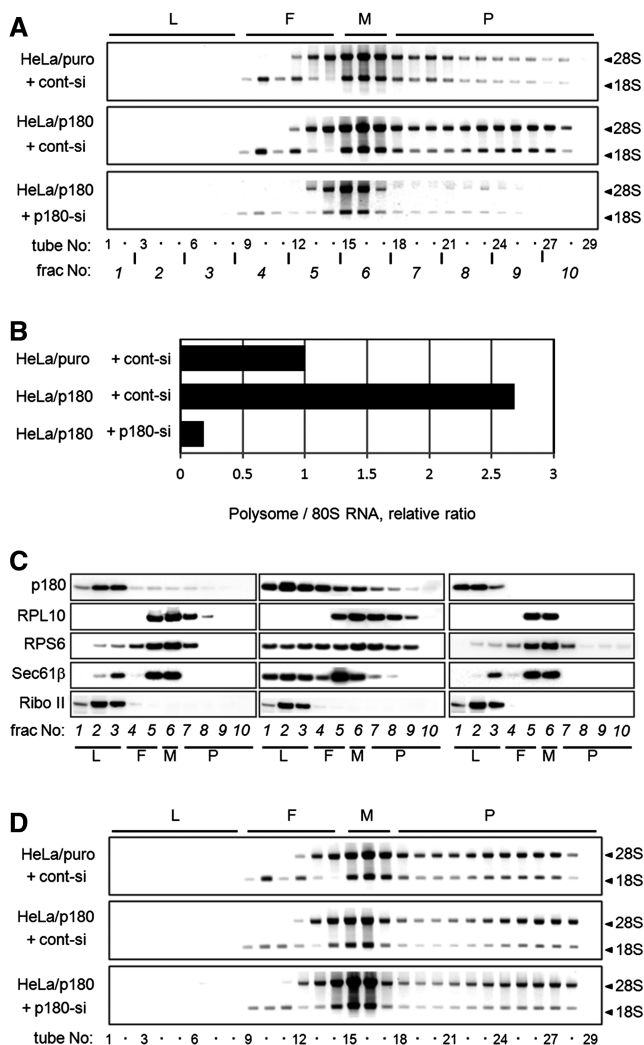 A
L F M P
HeLa/puro
+ cont-si
◄28S
◄18S
HeLa/p180
+ cont-si
◄28S
◄18S
HeLa/p180
+ p180-si
◄28S
◄18S
tube No: 1 · · 3 · · 6 · · 9 · · 12 · · 15 · · 18 · · 21 · · 24 · · 27 · 29
frac No: 1 2 3 4 5 6 7 8 9 10
B
HeLa/puro + cont-si
HeLa/p180 + cont-si
HeLa/p180 + p180-si
0 0.5 1 1.5 2 2.5 3
Polysome / 80S RNA, relative ratio
C
p180
RPL10
RPS6
Sec61β
Ribo II
frac No: 1 2 3 4 5 6 7 8 9 10 1 2 3 4 5 6 7 8 9 10 1 2 3 4 5 6 7 8 9 10
L F M P L F M P L F M P
D
L F M P
HeLa/puro
+ cont-si
◄28S
◄18S
HeLa/p180
+ cont-si
◄28S
◄18S
HeLa/p180
+ p180-si
◄28S
◄18S
tube No: 1 · · 3 · · 6 · · 9 · · 12 · · 15 · · 18 · · 21 · · 24 · · 27 · 29